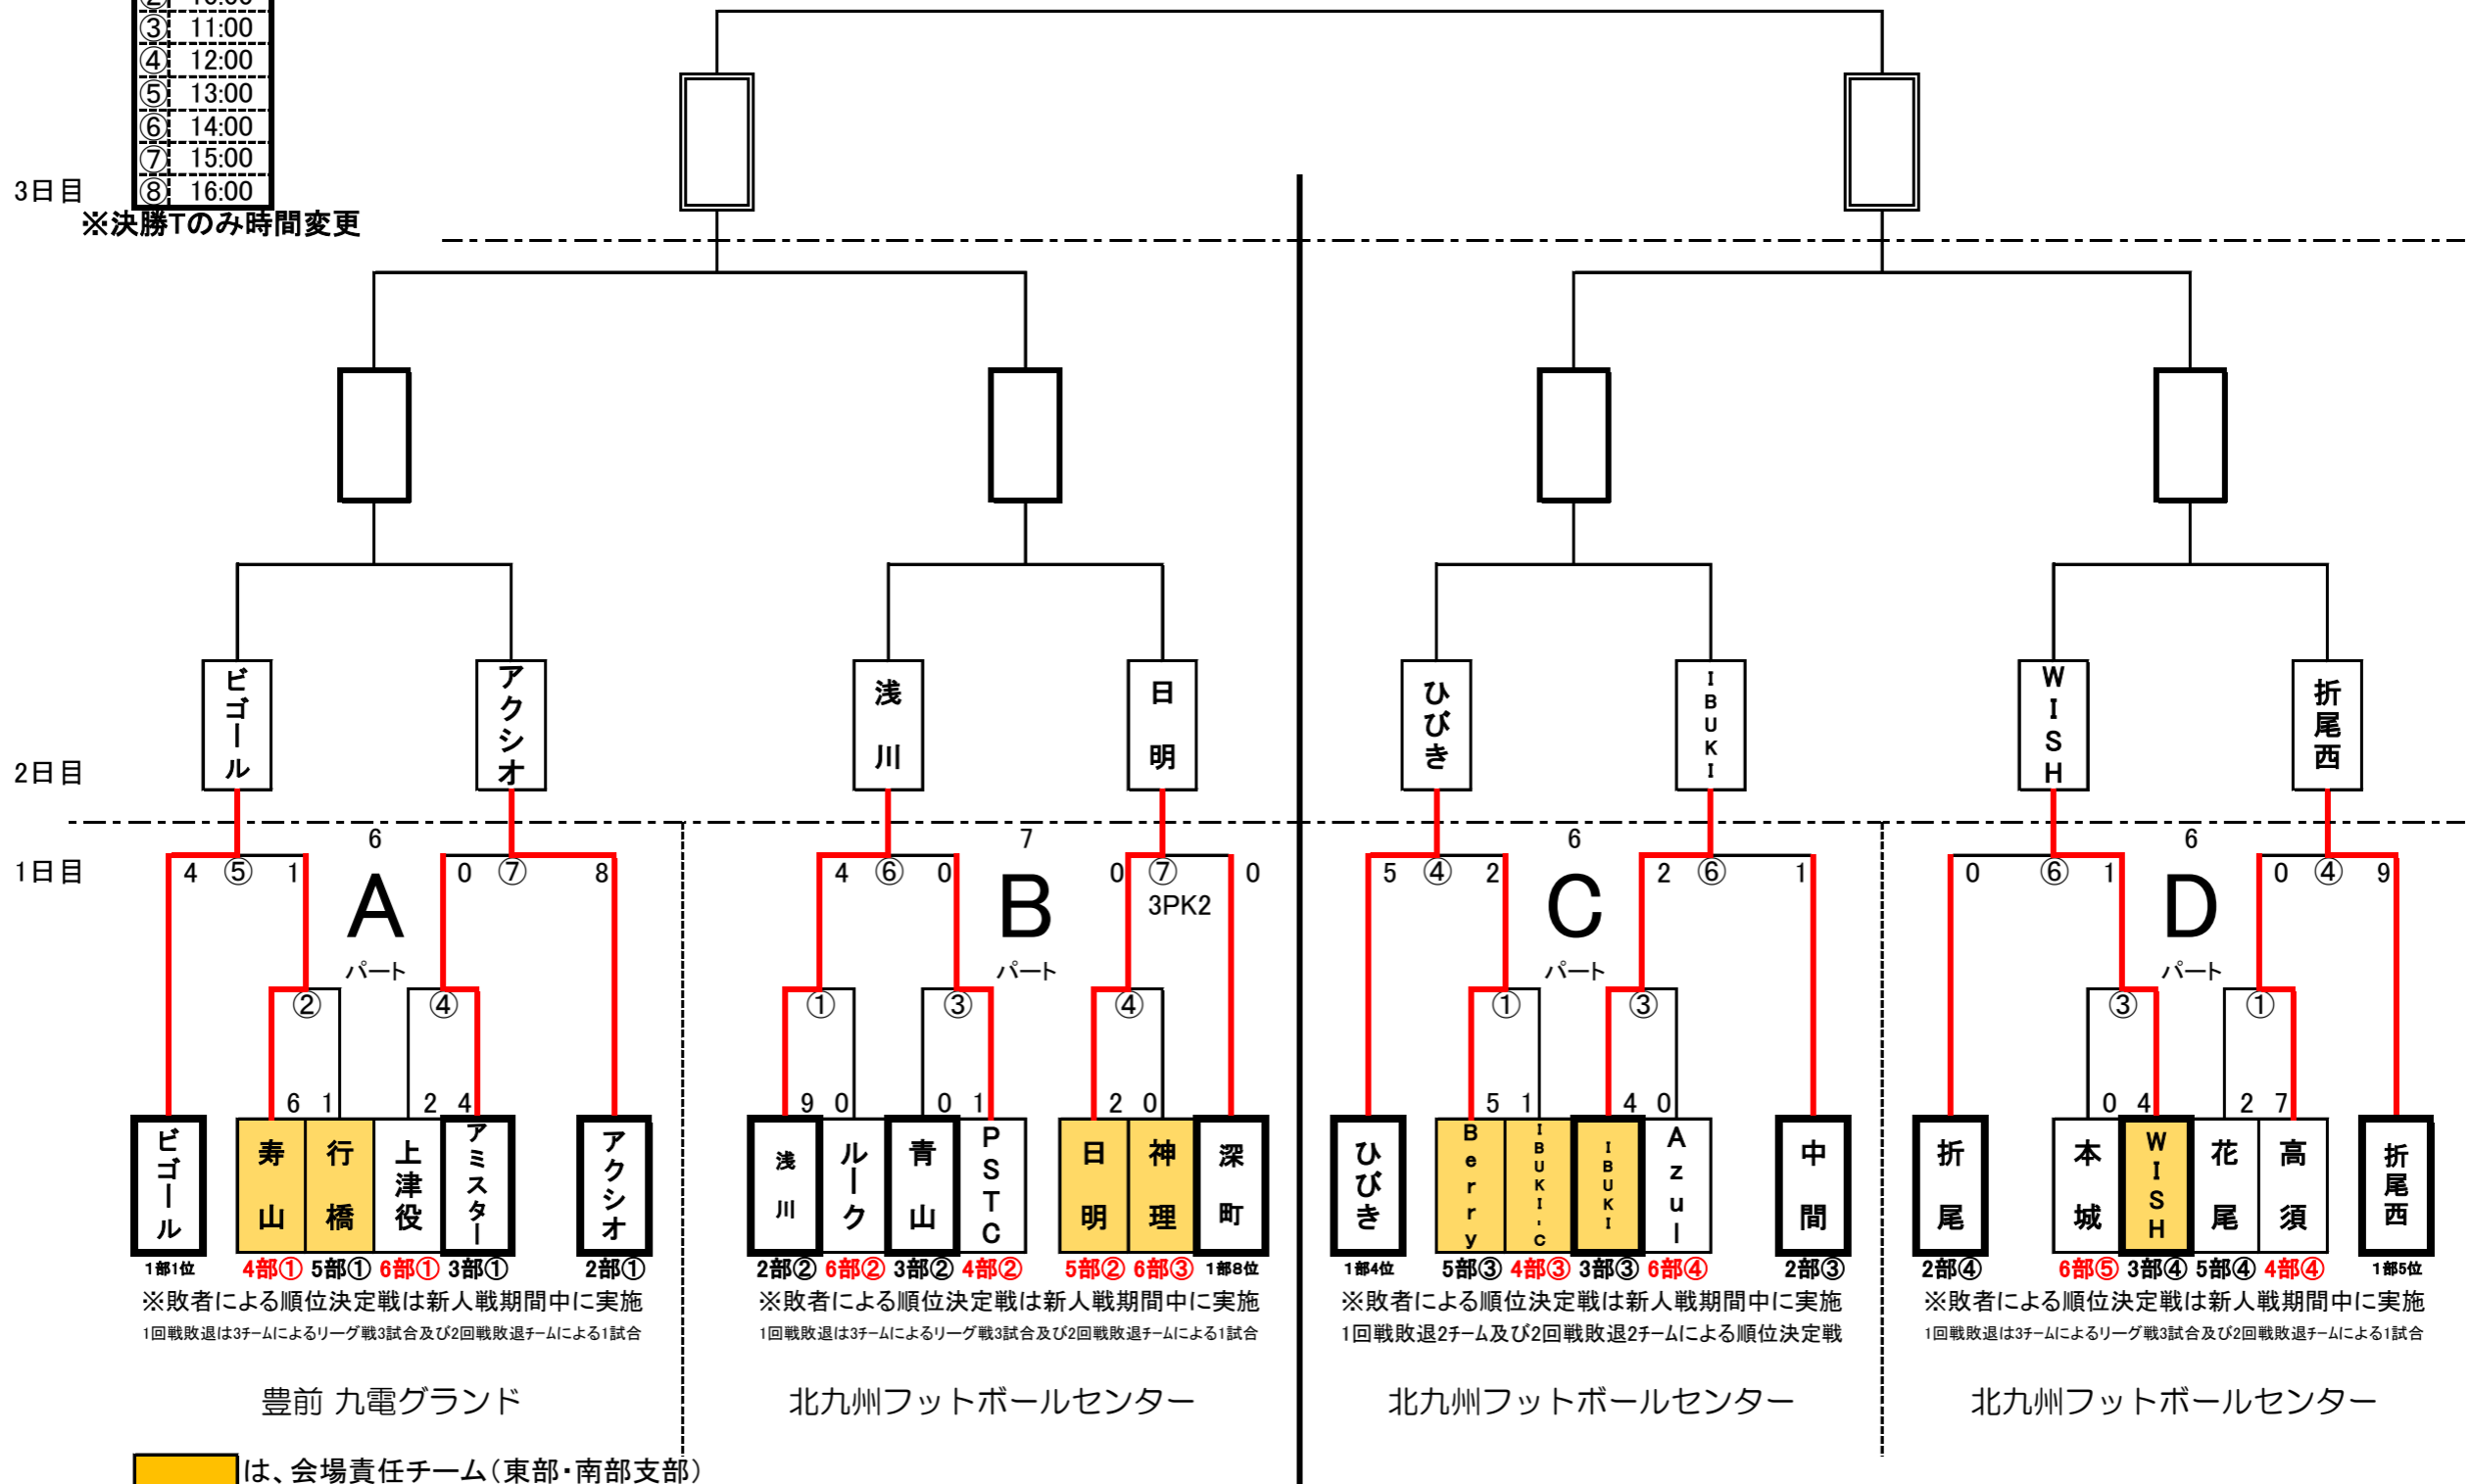 ③ 11:00
④ 12:00
⑤ 13:00
⑥ 14:00
⑦ 15:00
⑧ 16:00
3日目
※決勝Tのみ時間変更
ビゴール
アクシオ
浅川
日明
ひびき
IBUKI
WISH
折尾西
2日目
6
7
6
6
1日目
4 ⑤ 1
0 ⑦ 8
4 ⑥ 0
0 ⑦ 0
5 ④ 2
2 ⑥ 1
0 ⑥ 1
0 ④ 9
3PK2
A
B
C
D
パート
パート
パート
パート
②
④
①
③
④
①
③
③
①
6 1
2 4
9 0
0 1
2 0
5 1
4 0
0 4
2 7
ビゴール
寿山
行橋
上津役
アミスター
アクシオ
浅川
ルーク
青山
PSTC
日明
神理
深町
ひびき
Berry
IBUKI-C
IBUKI
Azul
中間
折尾
本城
WISH
花尾
高須
折尾西
1部1位 4部① 5部① 6部① 3部① 2部①
2部② 6部② 3部② 4部② 5部② 6部③ 1部8位
1部4位 5部③ 4部③ 3部③ 6部④ 2部③
2部④ 6部⑤ 3部④ 5部④ 4部④ 1部5位
※敗者による順位決定戦は新人戦期間中に実施
※敗者による順位決定戦は新人戦期間中に実施
※敗者による順位決定戦は新人戦期間中に実施
※敗者による順位決定戦は新人戦期間中に実施
1回戦敗退は3チームによるリーグ戦3試合及び2回戦敗退チームによる1試合
1回戦敗退は3チームによるリーグ戦3試合及び2回戦敗退チームによる1試合
1回戦敗退2チーム及び2回戦敗退2チームによる順位決定戦
1回戦敗退は3チームによるリーグ戦3試合及び2回戦敗退チームによる1試合
豊前 九電グランド
北九州フットボールセンター
北九州フットボールセンター
北九州フットボールセンター
は、会場責任チーム（東部・南部支部）